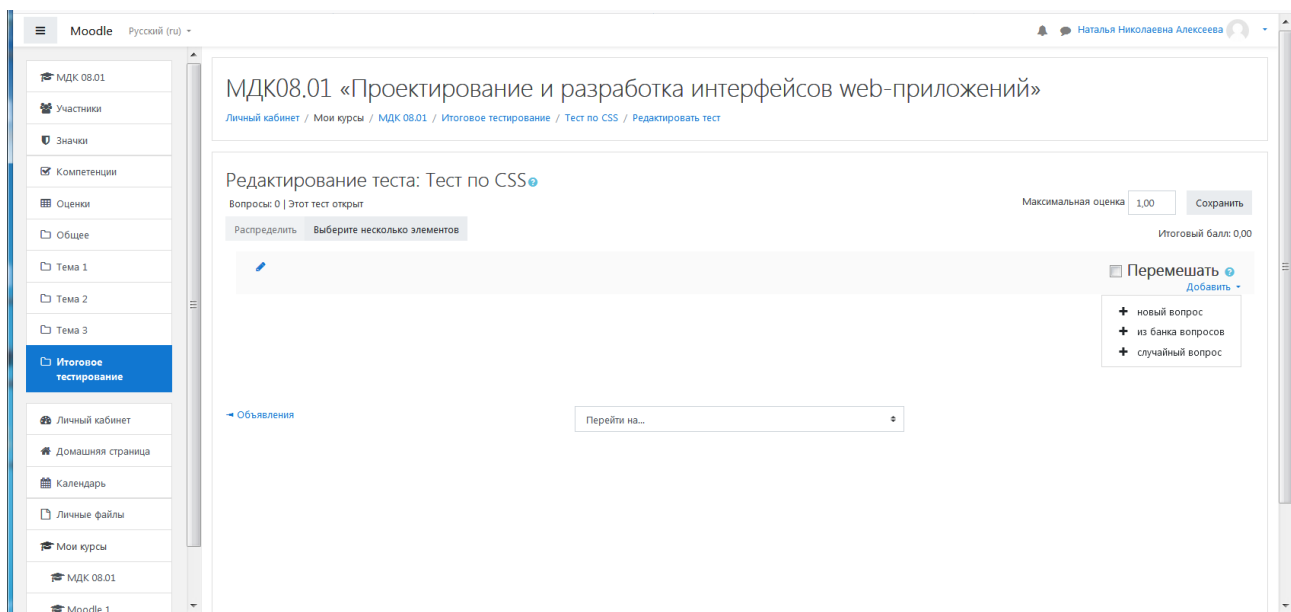 Moodle Русский (ru)
Наталья Николаевна Алексеева
МДК 08.01
Участники
Значки
Компетенции
Оценки
Общее
Тема 1
Тема 2
Тема 3
Итоговое
тестирование
Личный кабинет
Домашняя страница
Календарь
Личные файлы
Мои курсы
МДК 08.01
Moodle 1
МДК08.01 «Проектирование и разработка интерфейсов web-приложений»
Личный кабинет / Мои курсы / МДК 08.01 / Итоговое тестирование / Тест по CSS / Редактировать тест
Редактирование теста: Тест по CSS
Вопросы: 0 | Этот тест открыт
Максимальная оценка 1,00 Сохранить
Распределить Выберите несколько элементов
Итоговый балл: 0,00
Перемешать
Добавить
новый вопрос
из банка вопросов
случайный вопрос
Объявления
Перейти на...